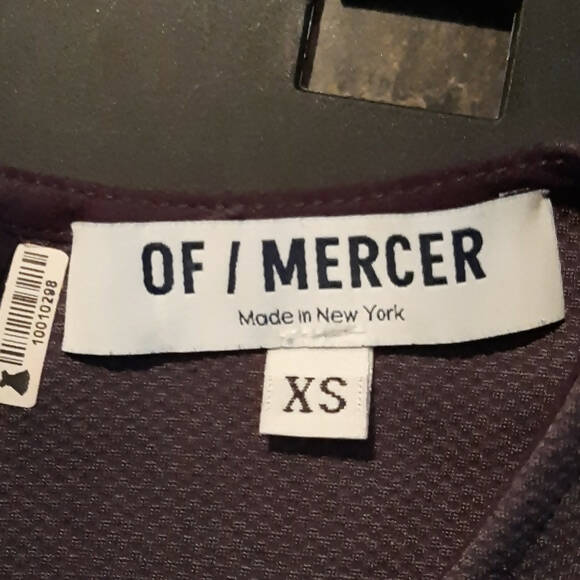 OF / MERCER
Made in New York
XS
10010298